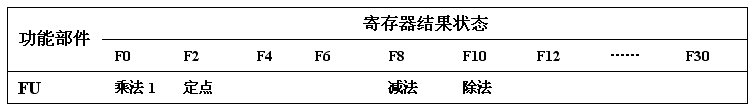 寄存器结果状态
功能部件
F0 F2 F4 F6 F8 F10 F12 ······ F30
FU 乘法1 定点 减法 除法